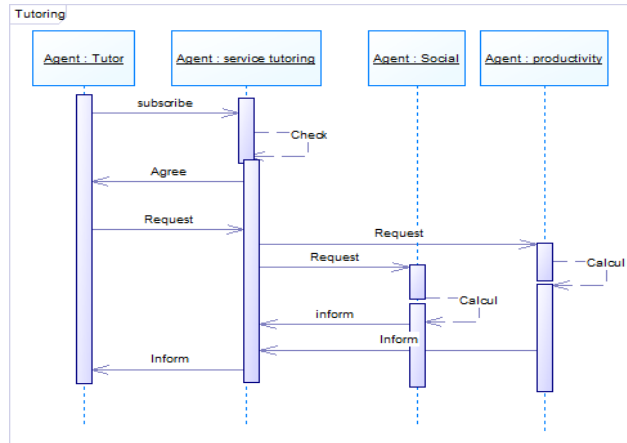 Tutoring
Agent : Tutor
Agent : service tutoring
Agent : Social
Agent : productivity
subscribe
Check
Agree
Request
Request
Request
Calcul
Calcul
inform
Inform
Inform